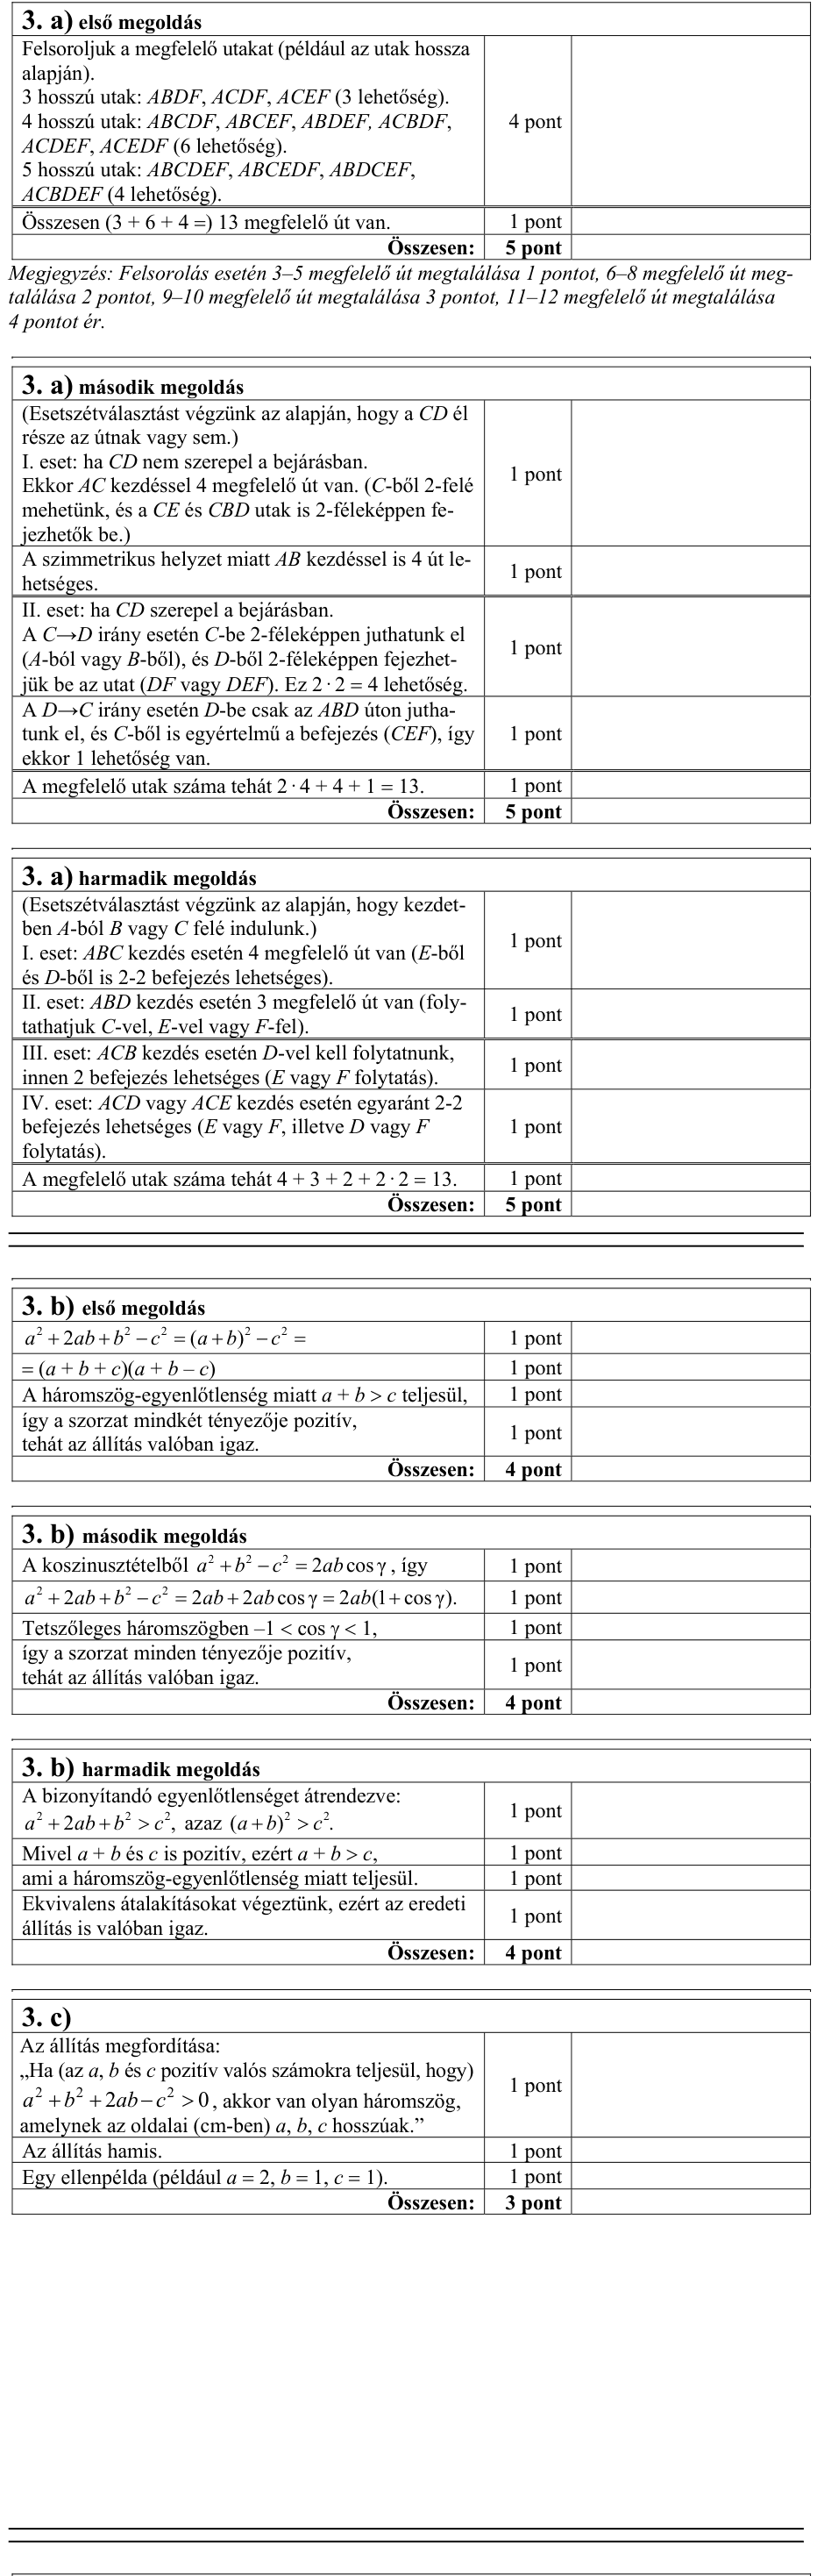 3. a) első megoldás
Felsoroljuk a megfelelő utakat (például az utak hossza
alapján).
3 hosszú utak: ABDF, ACDF, ACEF (3 lehetőség).
4 hosszú utak: ABCDF, ABCEF, ABDEF, ACBDF,
ACDEF, ACEDF (6 lehetőség).
5 hosszú utak: ABCDEF, ABCEDF, ABDCEF,
ACBDEF (4 lehetőség).
4 pont
Összesen (3 + 6 + 4 =) 13 megfelelő út van. 1 pont
Összesen: 5 pont
Megjegyzés: Felsorolás esetén 3–5 megfelelő út megtalálása 1 pontot, 6–8 megfelelő út meg-
találása 2 pontot, 9–10 megfelelő út megtalálása 3 pontot, 11–12 megfelelő út megtalálása
4 pontot ér.
3. a) második megoldás
(Esetszétválasztást végzünk az alapján, hogy a CD él
része az útnak vagy sem.)
I. eset: ha CD nem szerepel a bejárásban.
Ekkor AC kezdéssel 4 megfelelő út van. (C-ből 2-felé
mehetünk, és a CE és CBD utak is 2-féleképpen fe-
jezhetők be.)
1 pont
A szimmetrikus helyzet miatt AB kezdéssel is 4 út le-
hetséges.
1 pont
II. eset: ha CD szerepel a bejárásban.
A C→D irány esetén C-be 2-féleképpen juthatunk el
(A-ból vagy B-ből), és D-ből 2-féleképpen fejezhet-
jük be az utat (DF vagy DEF). Ez 2 · 2 = 4 lehetőség.
1 pont
A D→C irány esetén D-be csak az ABD úton jutha-
tunk el, és C-ből is egyértelmű a befejezés (CEF), így
ekkor 1 lehetőség van.
1 pont
A megfelelő utak száma tehát 2 · 4 + 4 + 1 = 13. 1 pont
Összesen: 5 pont
3. a) harmadik megoldás
(Esetszétválasztást végzünk az alapján, hogy kezdet-
ben A-ból B vagy C felé indulunk.)
I. eset: ABC kezdés esetén 4 megfelelő út van (E-ből
és D-ből is 2-2 befejezés lehetséges).
1 pont
II. eset: ABD kezdés esetén 3 megfelelő út van (foly-
tathatjuk C-vel, E-vel vagy F-fel).
1 pont
III. eset: ACB kezdés esetén D-vel kell folytatnunk,
innen 2 befejezés lehetséges (E vagy F folytatás).
1 pont
IV. eset: ACD vagy ACE kezdés esetén egyaránt 2-2
befejezés lehetséges (E vagy F, illetve D vagy F
folytatás).
1 pont
A megfelelő utak száma tehát 4 + 3 + 2 + 2 · 2 = 13. 1 pont
Összesen: 5 pont
3. b) első megoldás
a² + 2ab + b² − c² = (a + b)² − c² = 1 pont
= (a + b + c)(a + b – c) 1 pont
A háromszög-egyenlőtlenség miatt a + b > c teljesül, 1 pont
így a szorzat mindkét tényezője pozitív,
tehát az állítás valóban igaz.
1 pont
Összesen: 4 pont
3. b) második megoldás
A koszinusztételből a² + b² − c² = 2ab cos γ , így 1 pont
a² + 2ab + b² − c² = 2ab + 2ab cos γ = 2ab(1 + cos γ). 1 pont
Tetszőleges háromszögben –1 < cos γ < 1, 1 pont
így a szorzat minden tényezője pozitív,
tehát az állítás valóban igaz.
1 pont
Összesen: 4 pont
3. b) harmadik megoldás
A bizonyítandó egyenlőtlenséget átrendezve:
a² + 2ab + b² > c², azaz (a + b)² > c².
1 pont
Mivel a + b és c is pozitív, ezért a + b > c, 1 pont
ami a háromszög-egyenlőtlenség miatt teljesül. 1 pont
Ekvivalens átalakításokat végeztünk, ezért az eredeti
állítás is valóban igaz.
1 pont
Összesen: 4 pont
3. c)
Az állítás megfordítása:
„Ha (az a, b és c pozitív valós számokra teljesül, hogy)
a² + b² + 2ab − c² > 0 , akkor van olyan háromszög,
amelynek az oldalai (cm-ben) a, b, c hosszúak.”
1 pont
Az állítás hamis. 1 pont
Egy ellenpélda (például a = 2, b = 1, c = 1). 1 pont
Összesen: 3 pont